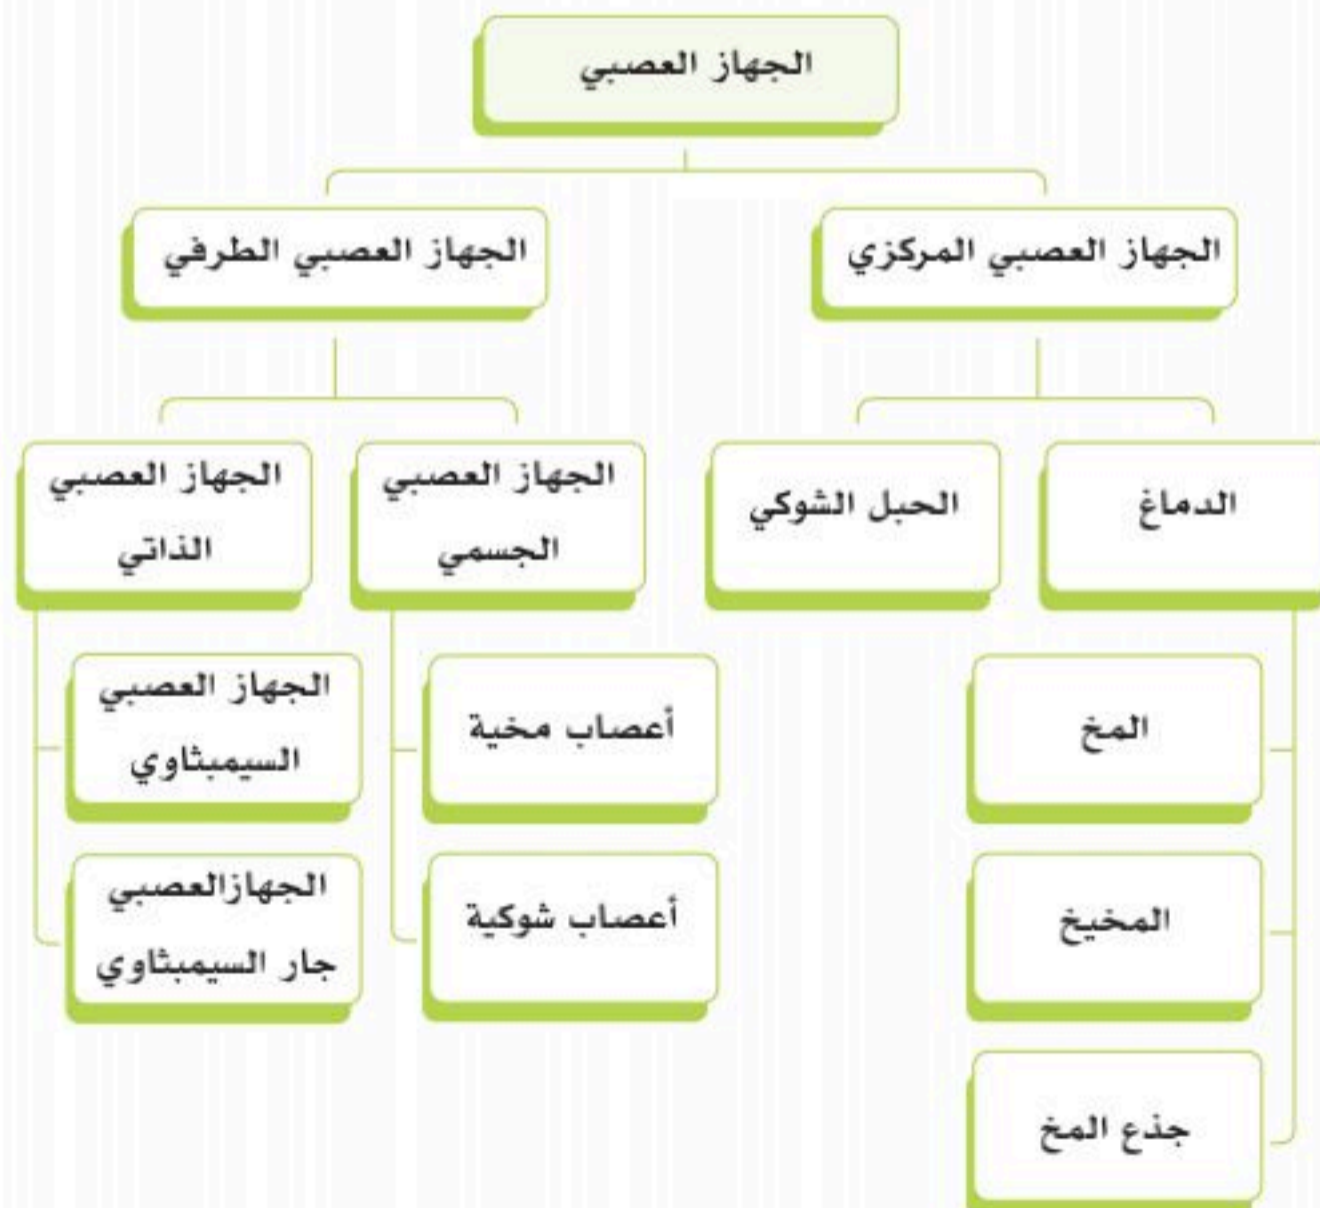 الجهاز العصبي
الجهاز العصبي المركزي
الجهاز العصبي الطرفي
الدماغ
الحبل الشوكي
الجهاز العصبي
الجسمي
الجهاز العصبي
الذاتي
المخ
أعصاب مخية
الجهاز العصبي
السيمبثاوي
المخيخ
أعصاب شوكية
الجهازالعصبي
جار السيمبثاوي
جذع المخ